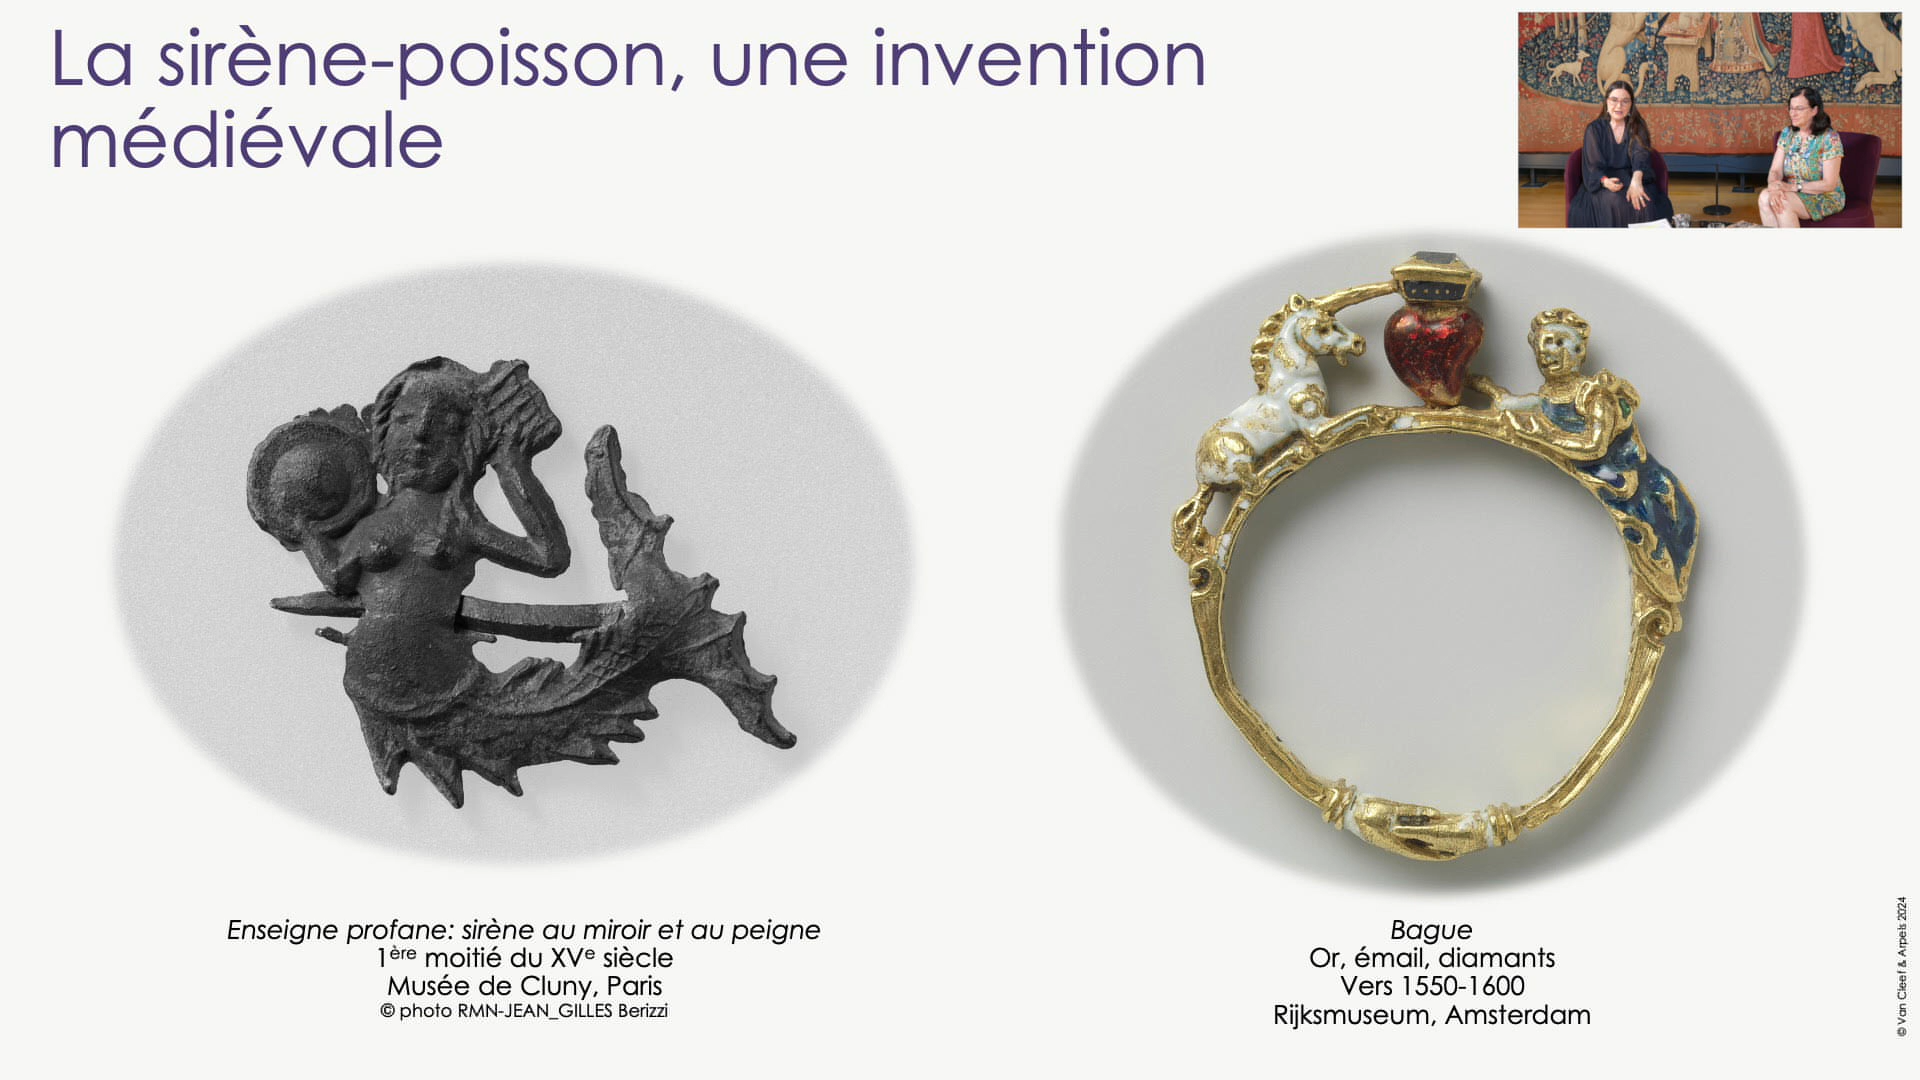 La sirène-poisson, une invention
médiévale
Enseigne profane: sirène au miroir et au peigne
1ère moitié du XVe siècle
Musée de Cluny, Paris
© photo RMN-JEAN_GILLES Berizzi
Bague
Or, émail, diamants
Vers 1550-1600
Rijksmuseum, Amsterdam
© Van Cleef & Arpels 2024